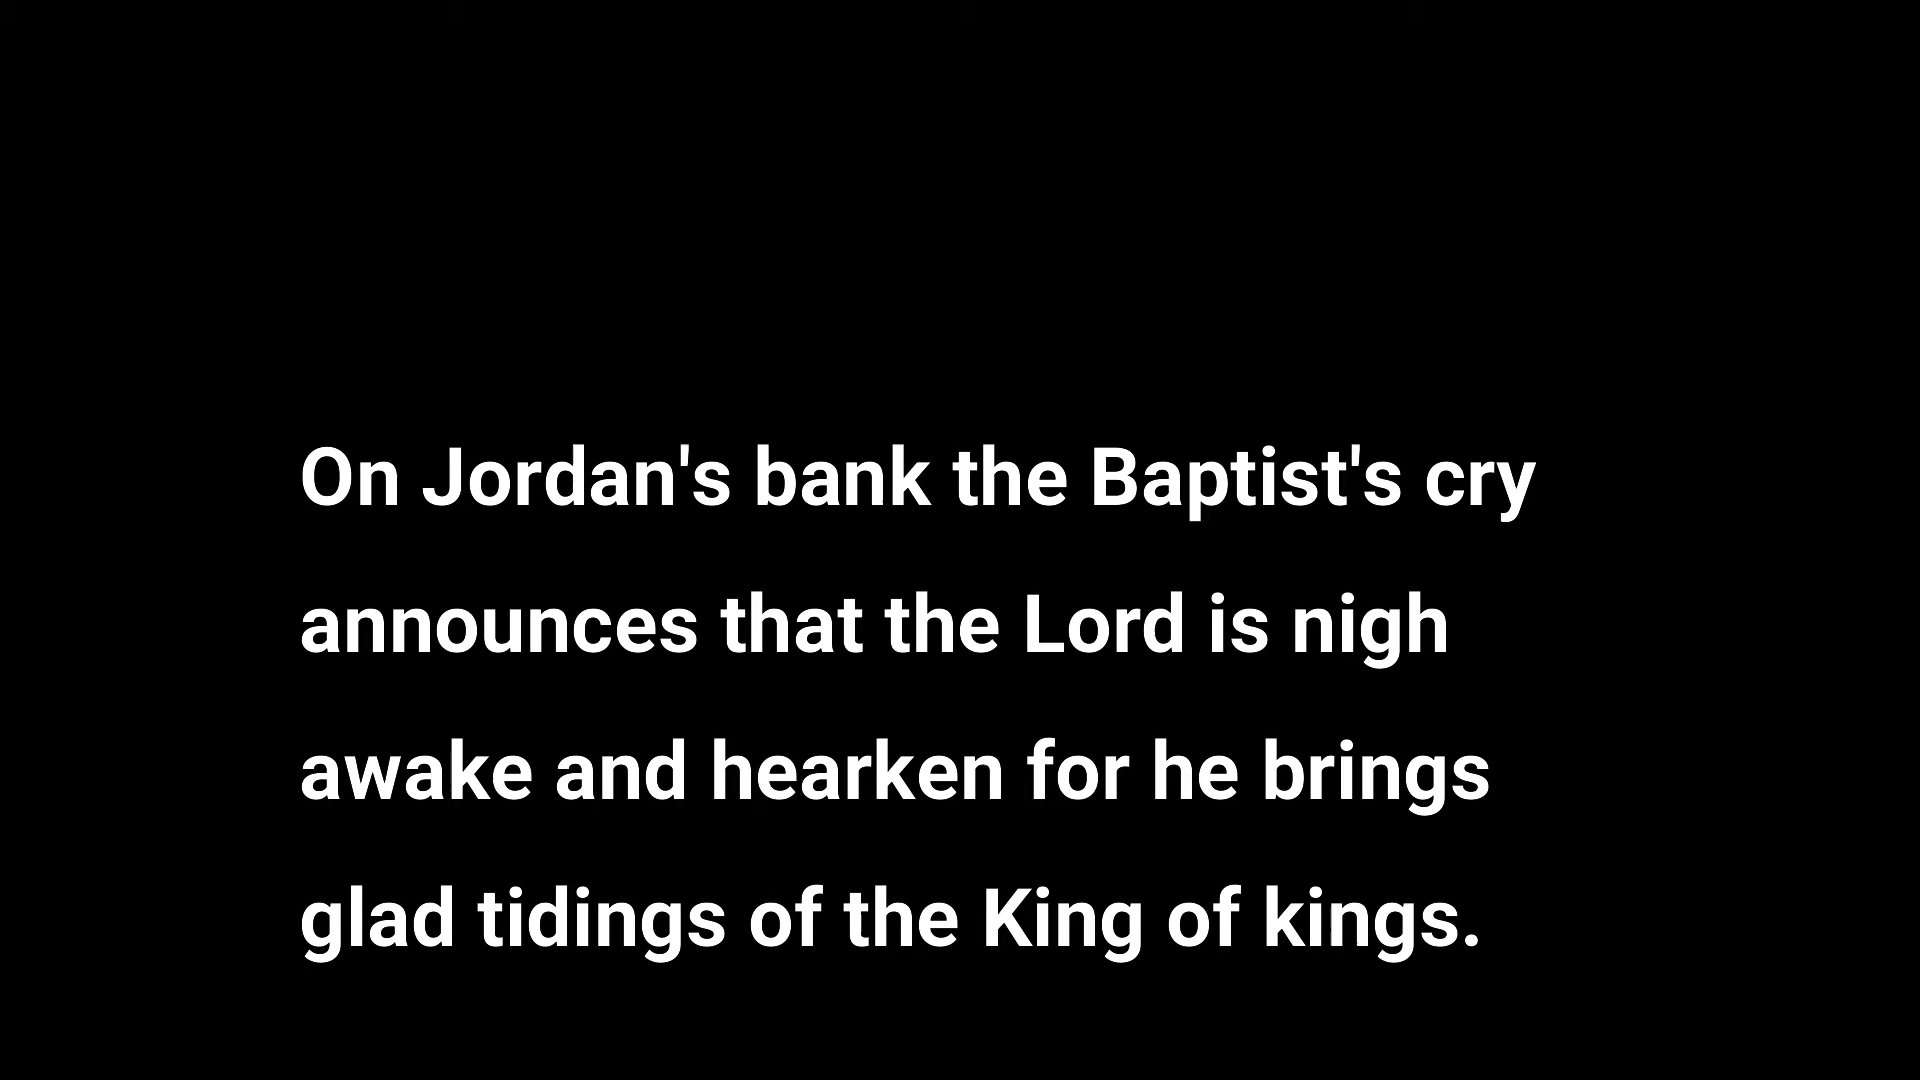 On Jordan's bank the Baptist's cry
announces that the Lord is nigh
awake and hearken for he brings
glad tidings of the King of kings.